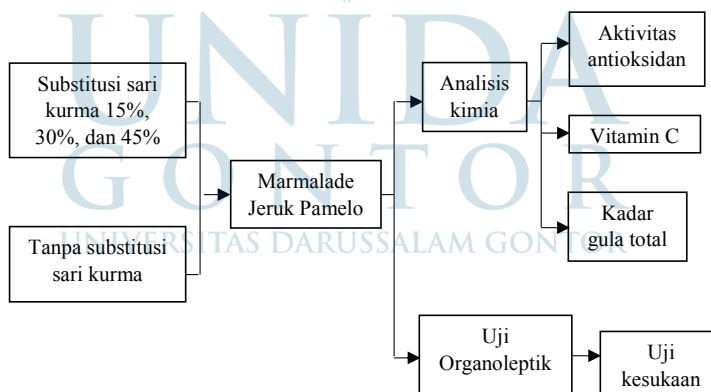 UNIDA
GONTOR
UNIVERSITAS DARUSSALAM GONTOR
Substitusi sari
kurma 15%,
30%, dan 45%
Tanpa substitusi
sari kurma
Marmalade
Jeruk Pamelo
Analisis
kimia
Aktivitas
antioksidan
Vitamin C
Kadar
gula total
Uji
Organoleptik
Uji
kesukaan